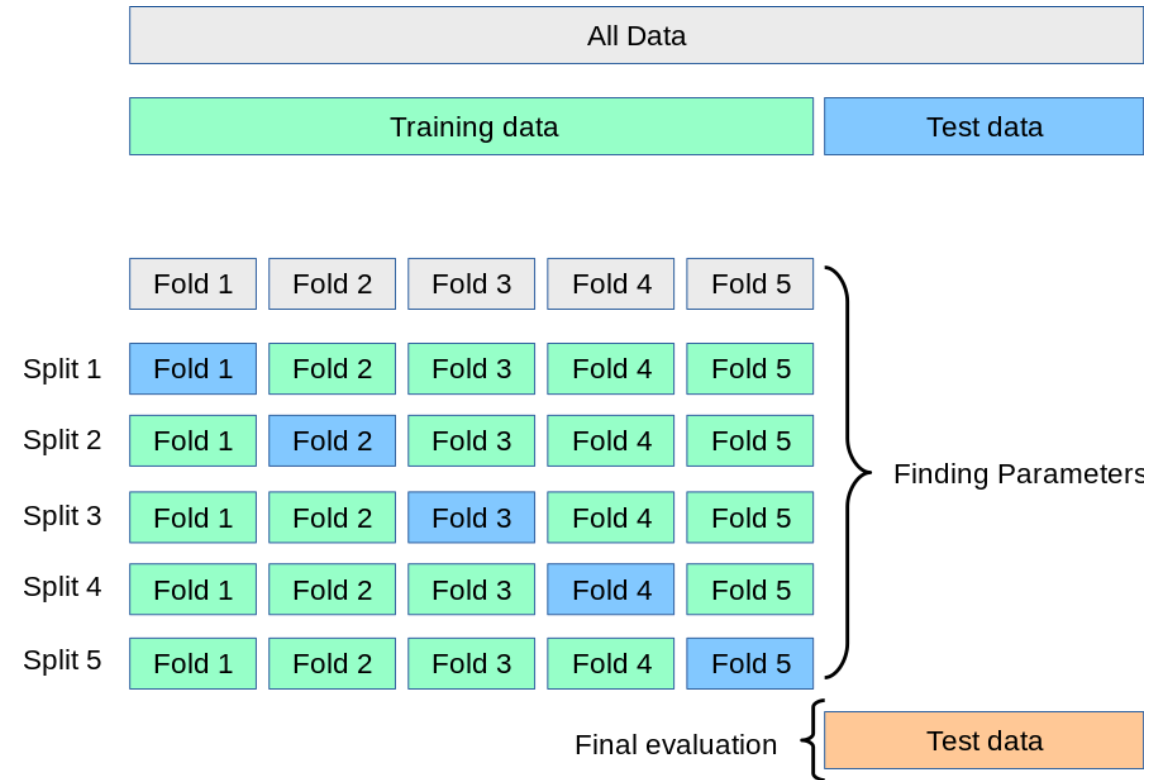 All Data
Training data Test data
Fold 1 Fold 2 Fold 3 Fold 4 Fold 5
Split 1 Fold 1 Fold 2 Fold 3 Fold 4 Fold 5
Split 2 Fold 1 Fold 2 Fold 3 Fold 4 Fold 5
Finding Parameters
Split 3 Fold 1 Fold 2 Fold 3 Fold 4 Fold 5
Split 4 Fold 1 Fold 2 Fold 3 Fold 4 Fold 5
Split 5 Fold 1 Fold 2 Fold 3 Fold 4 Fold 5
Final evaluation Test data